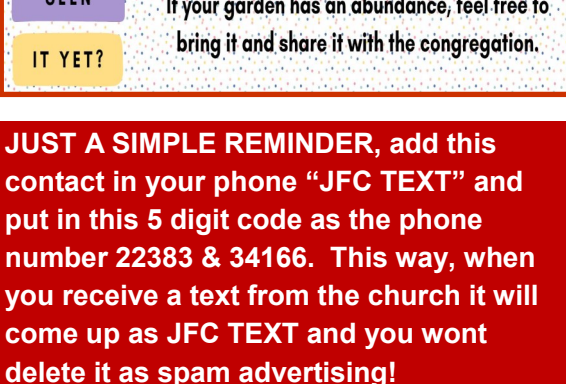 SEEN
IT YET?
If your garden has an abundance, feel free to
bring it and share it with the congregation.
JUST A SIMPLE REMINDER, add this
contact in your phone “JFC TEXT” and
put in this 5 digit code as the phone
number 22383 & 34166.  This way, when
you receive a text from the church it will
come up as JFC TEXT and you wont
delete it as spam advertising!